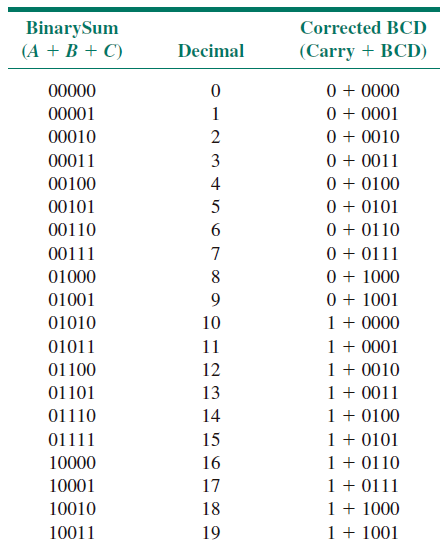 BinarySum Corrected BCD
(A + B + C) Decimal (Carry + BCD)
00000 0 0 + 0000
00001 1 0 + 0001
00010 2 0 + 0010
00011 3 0 + 0011
00100 4 0 + 0100
00101 5 0 + 0101
00110 6 0 + 0110
00111 7 0 + 0111
01000 8 0 + 1000
01001 9 0 + 1001
01010 10 1 + 0000
01011 11 1 + 0001
01100 12 1 + 0010
01101 13 1 + 0011
01110 14 1 + 0100
01111 15 1 + 0101
10000 16 1 + 0110
10001 17 1 + 0111
10010 18 1 + 1000
10011 19 1 + 1001